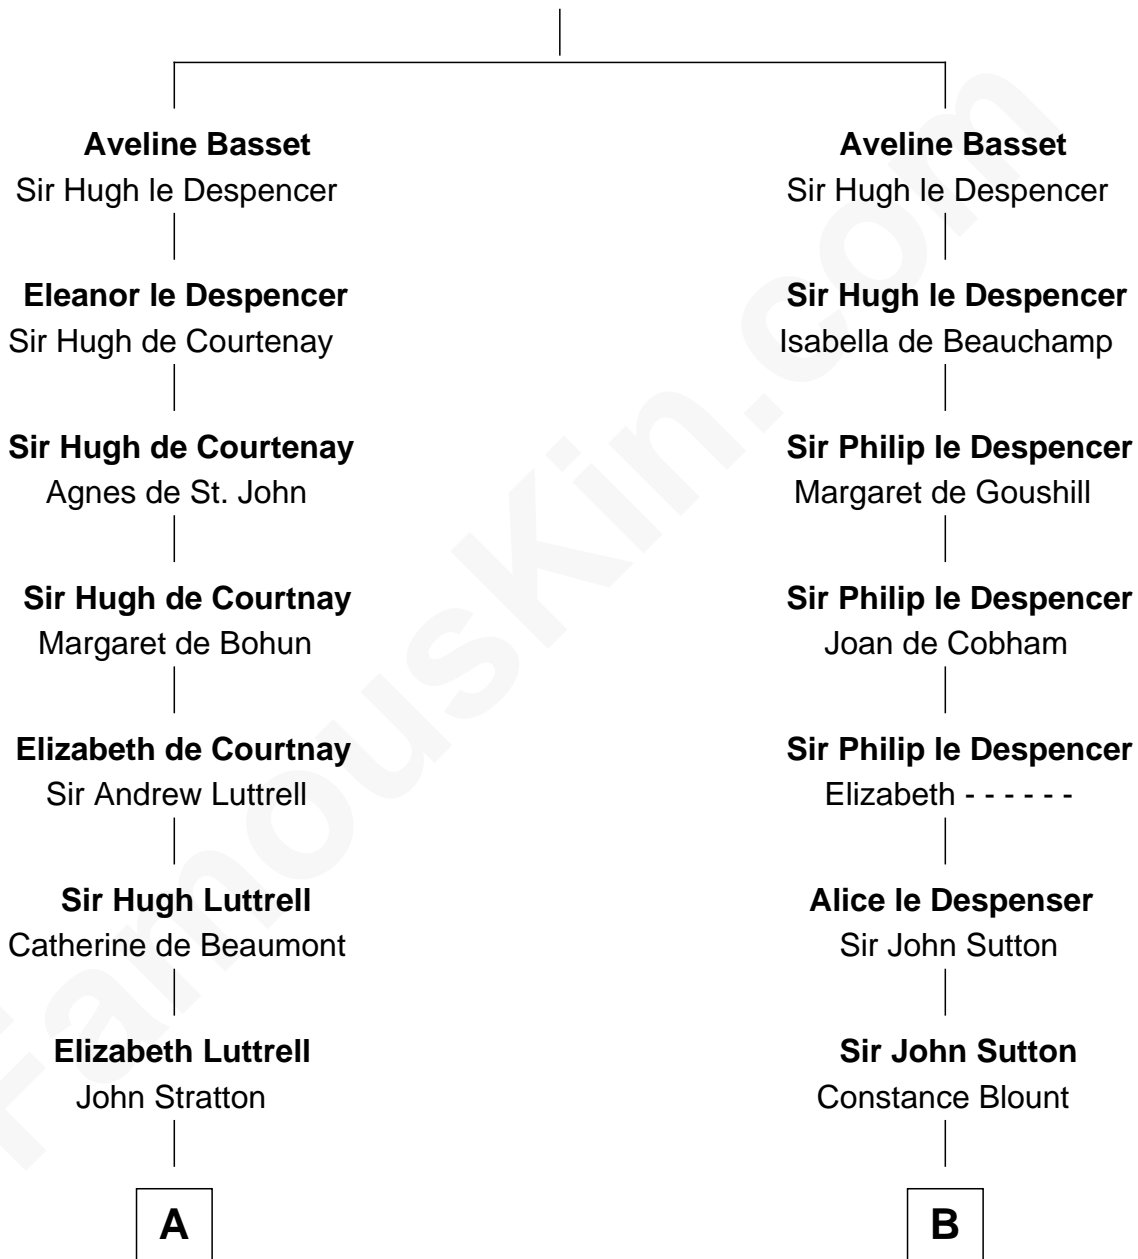 Aveline Basset
Sir Hugh le Despencer
Eleanor le Despencer
Sir Hugh de Courtenay
Sir Hugh de Courtenay
Agnes de St. John
Sir Hugh de Courtnay
Margaret de Bohun
Elizabeth de Courtnay
Sir Andrew Luttrell
Sir Hugh Luttrell
Catherine de Beaumont
Elizabeth Luttrell
John Stratton
A
Aveline Basset
Sir Hugh le Despencer
Sir Hugh le Despencer
Isabella de Beauchamp
Sir Philip le Despencer
Margaret de Goushill
Sir Philip le Despencer
Joan de Cobham
Sir Philip le Despencer
Elizabeth - - - - - -
Alice le Despenser
Sir John Sutton
Sir John Sutton
Constance Blount
B
FamousKin.com